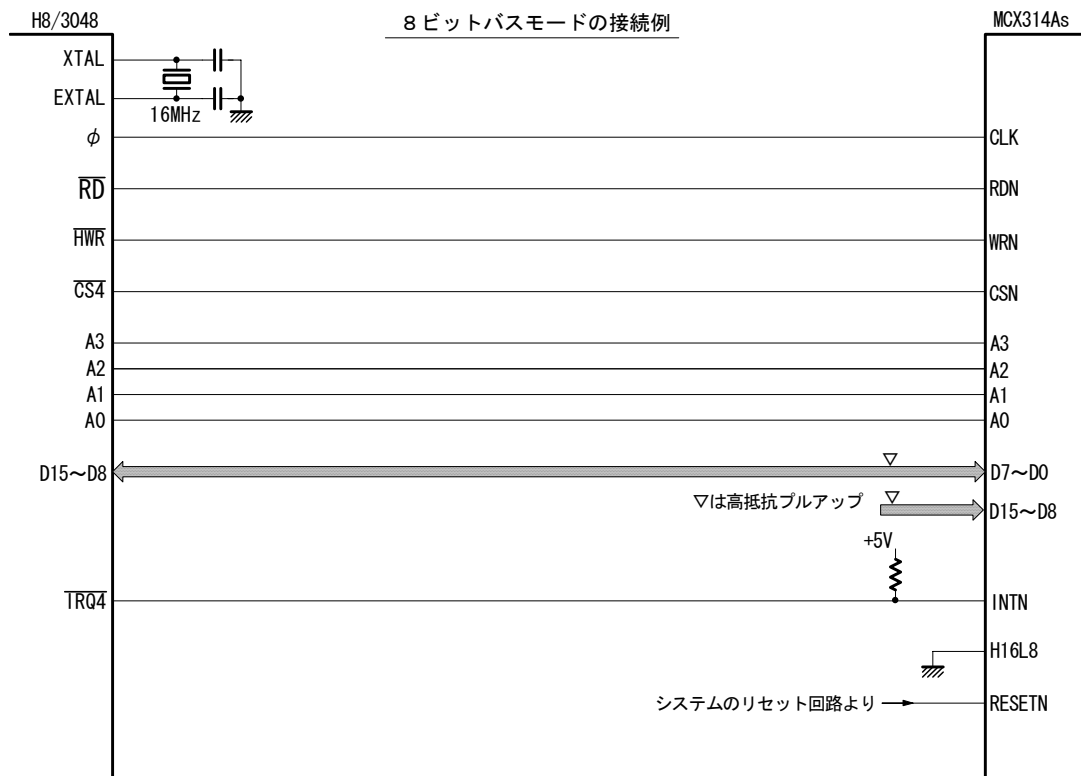 H8/3048
8ビットバスモードの接続例
MCX314As
XTAL
EXTAL
16MHz
φ
CLK
RD
RDN
HWR
WRN
CS4
CSN
A3
A3
A2
A2
A1
A1
A0
A0
D15～D8
D7～D0
▽は高抵抗プルアップ
D15～D8
+5V
IRQ4
INTN
H16L8
システムのリセット回路より
RESETN